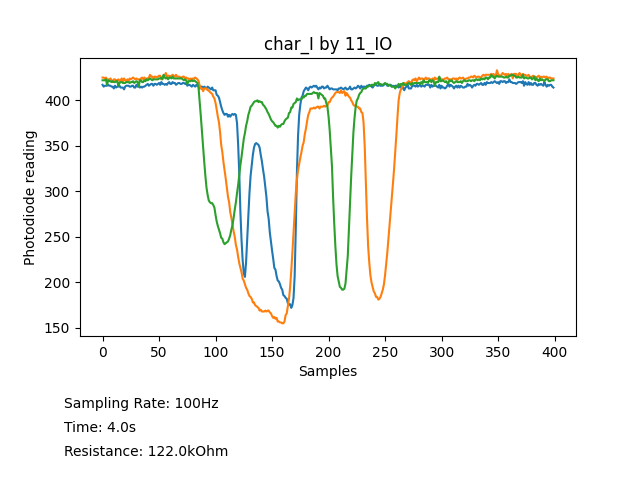 char_I by 11_IO
400
350
300
250
200
150
Photodiode reading
0 50 100 150 200 250 300 350 400
Samples
Sampling Rate: 100Hz
Time: 4.0s
Resistance: 122.0kOhm